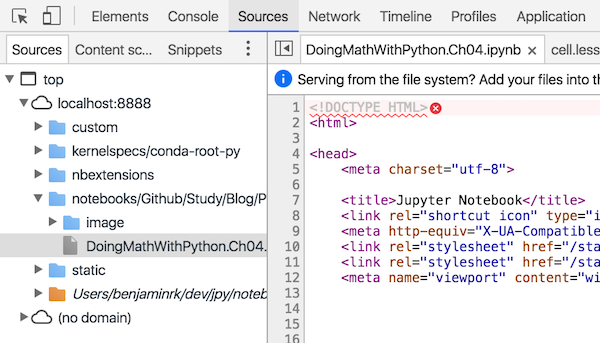 Elements Console Sources Network Timeline Profiles Application
Sources Content sc... Snippets
DoingMathWithPython.Ch04.ipynb × cell.less
top
localhost:8888
custom
kernelspecs/conda-root-py
nbextensions
notebooks/Github/Study/Blog/P
image
DoingMathWithPython.Ch04.
static
Users/benjaminrk/dev/jpy/noteb
(no domain)
Serving from the file system? Add your files into th
1 <!DOCTYPE HTML>
2 <html>
3
4 <head>
5 <meta charset="utf-8">
6
7 <title>Jupyter Notebook</title>
8 <link rel="shortcut icon" type="i
9 <meta http-equiv="X-UA-Compatible
10 <link rel="stylesheet" href="/sta
11 <link rel="stylesheet" href="/sta
12 <meta name="viewport" content="wi
13
14
15
16